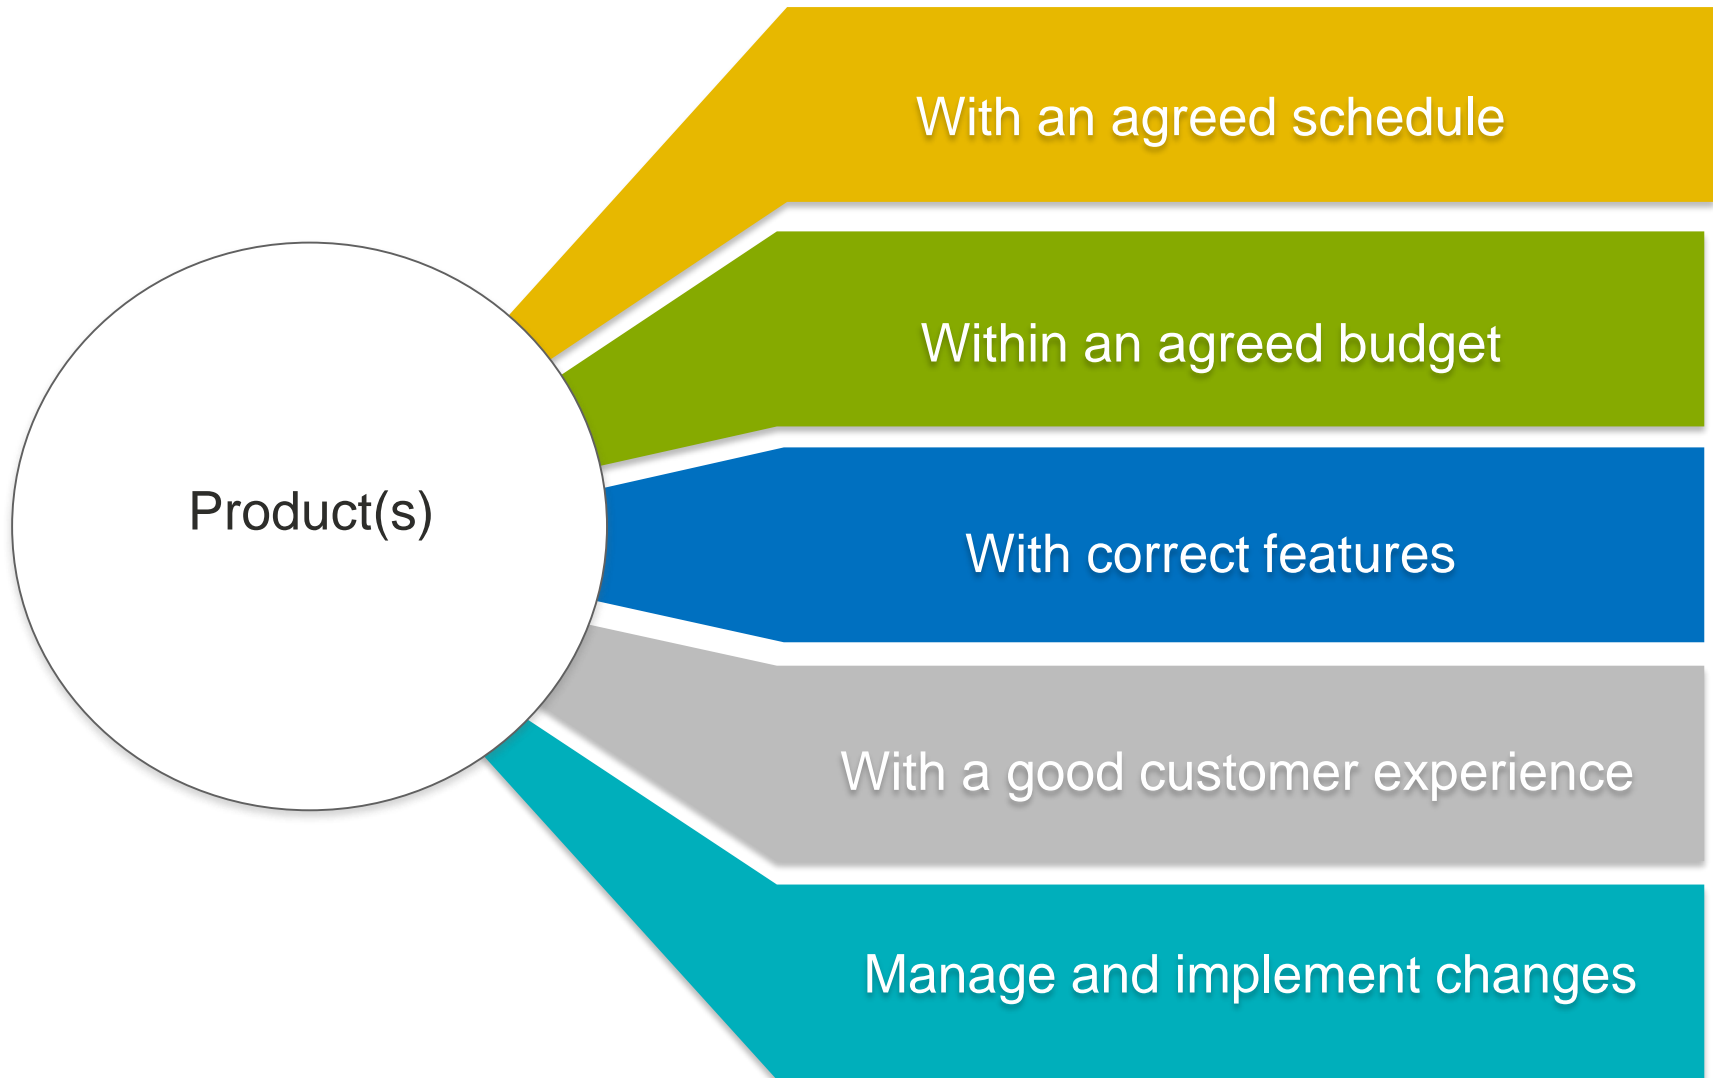 With an agreed schedule
Within an agreed budget
Product(s)
With correct features
With a good customer experience
Manage and implement changes